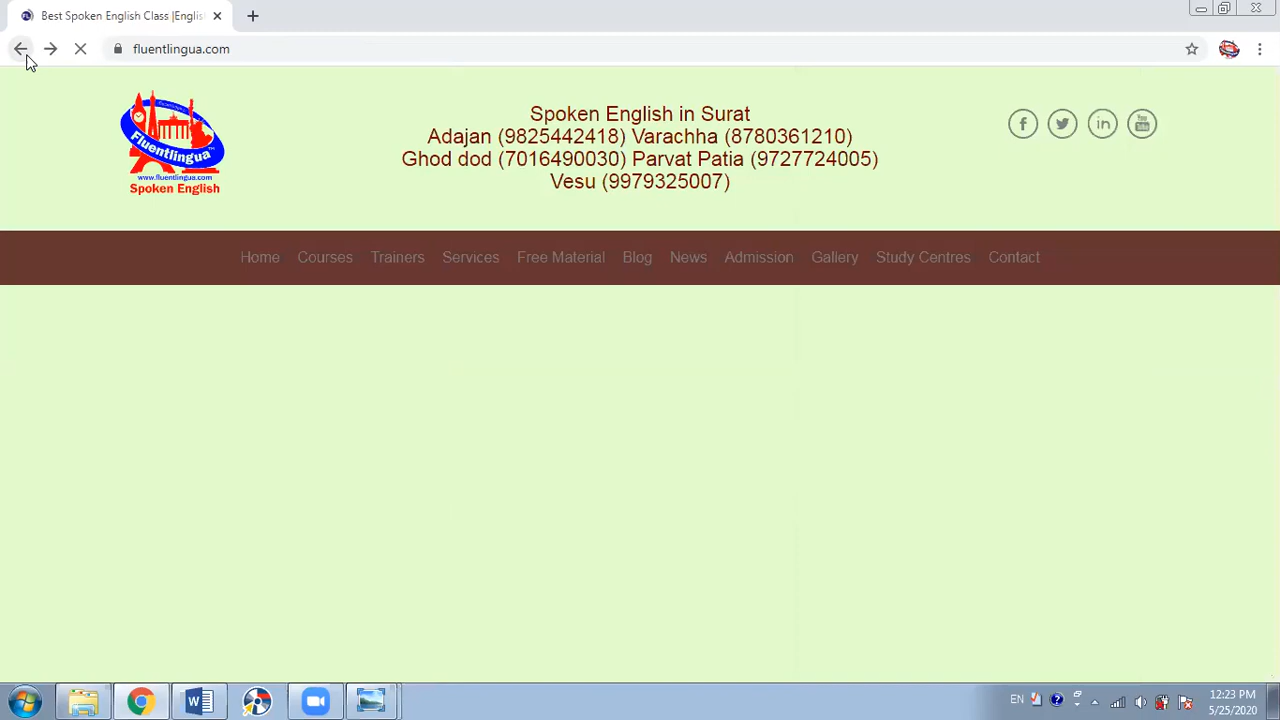 Best Spoken English Class |Englis
fluentlingua.com
Fluentlingua
www.fluentlingua.com
Spoken English
Spoken English in Surat
Adajan (9825442418) Varachha (8780361210)
Ghod dod (7016490030) Parvat Patia (9727724005)
Vesu (9979325007)
You
Tube
Home Courses Trainers Services Free Material Blog News Admission Gallery Study Centres Contact
EN
12:23 PM
5/25/2020